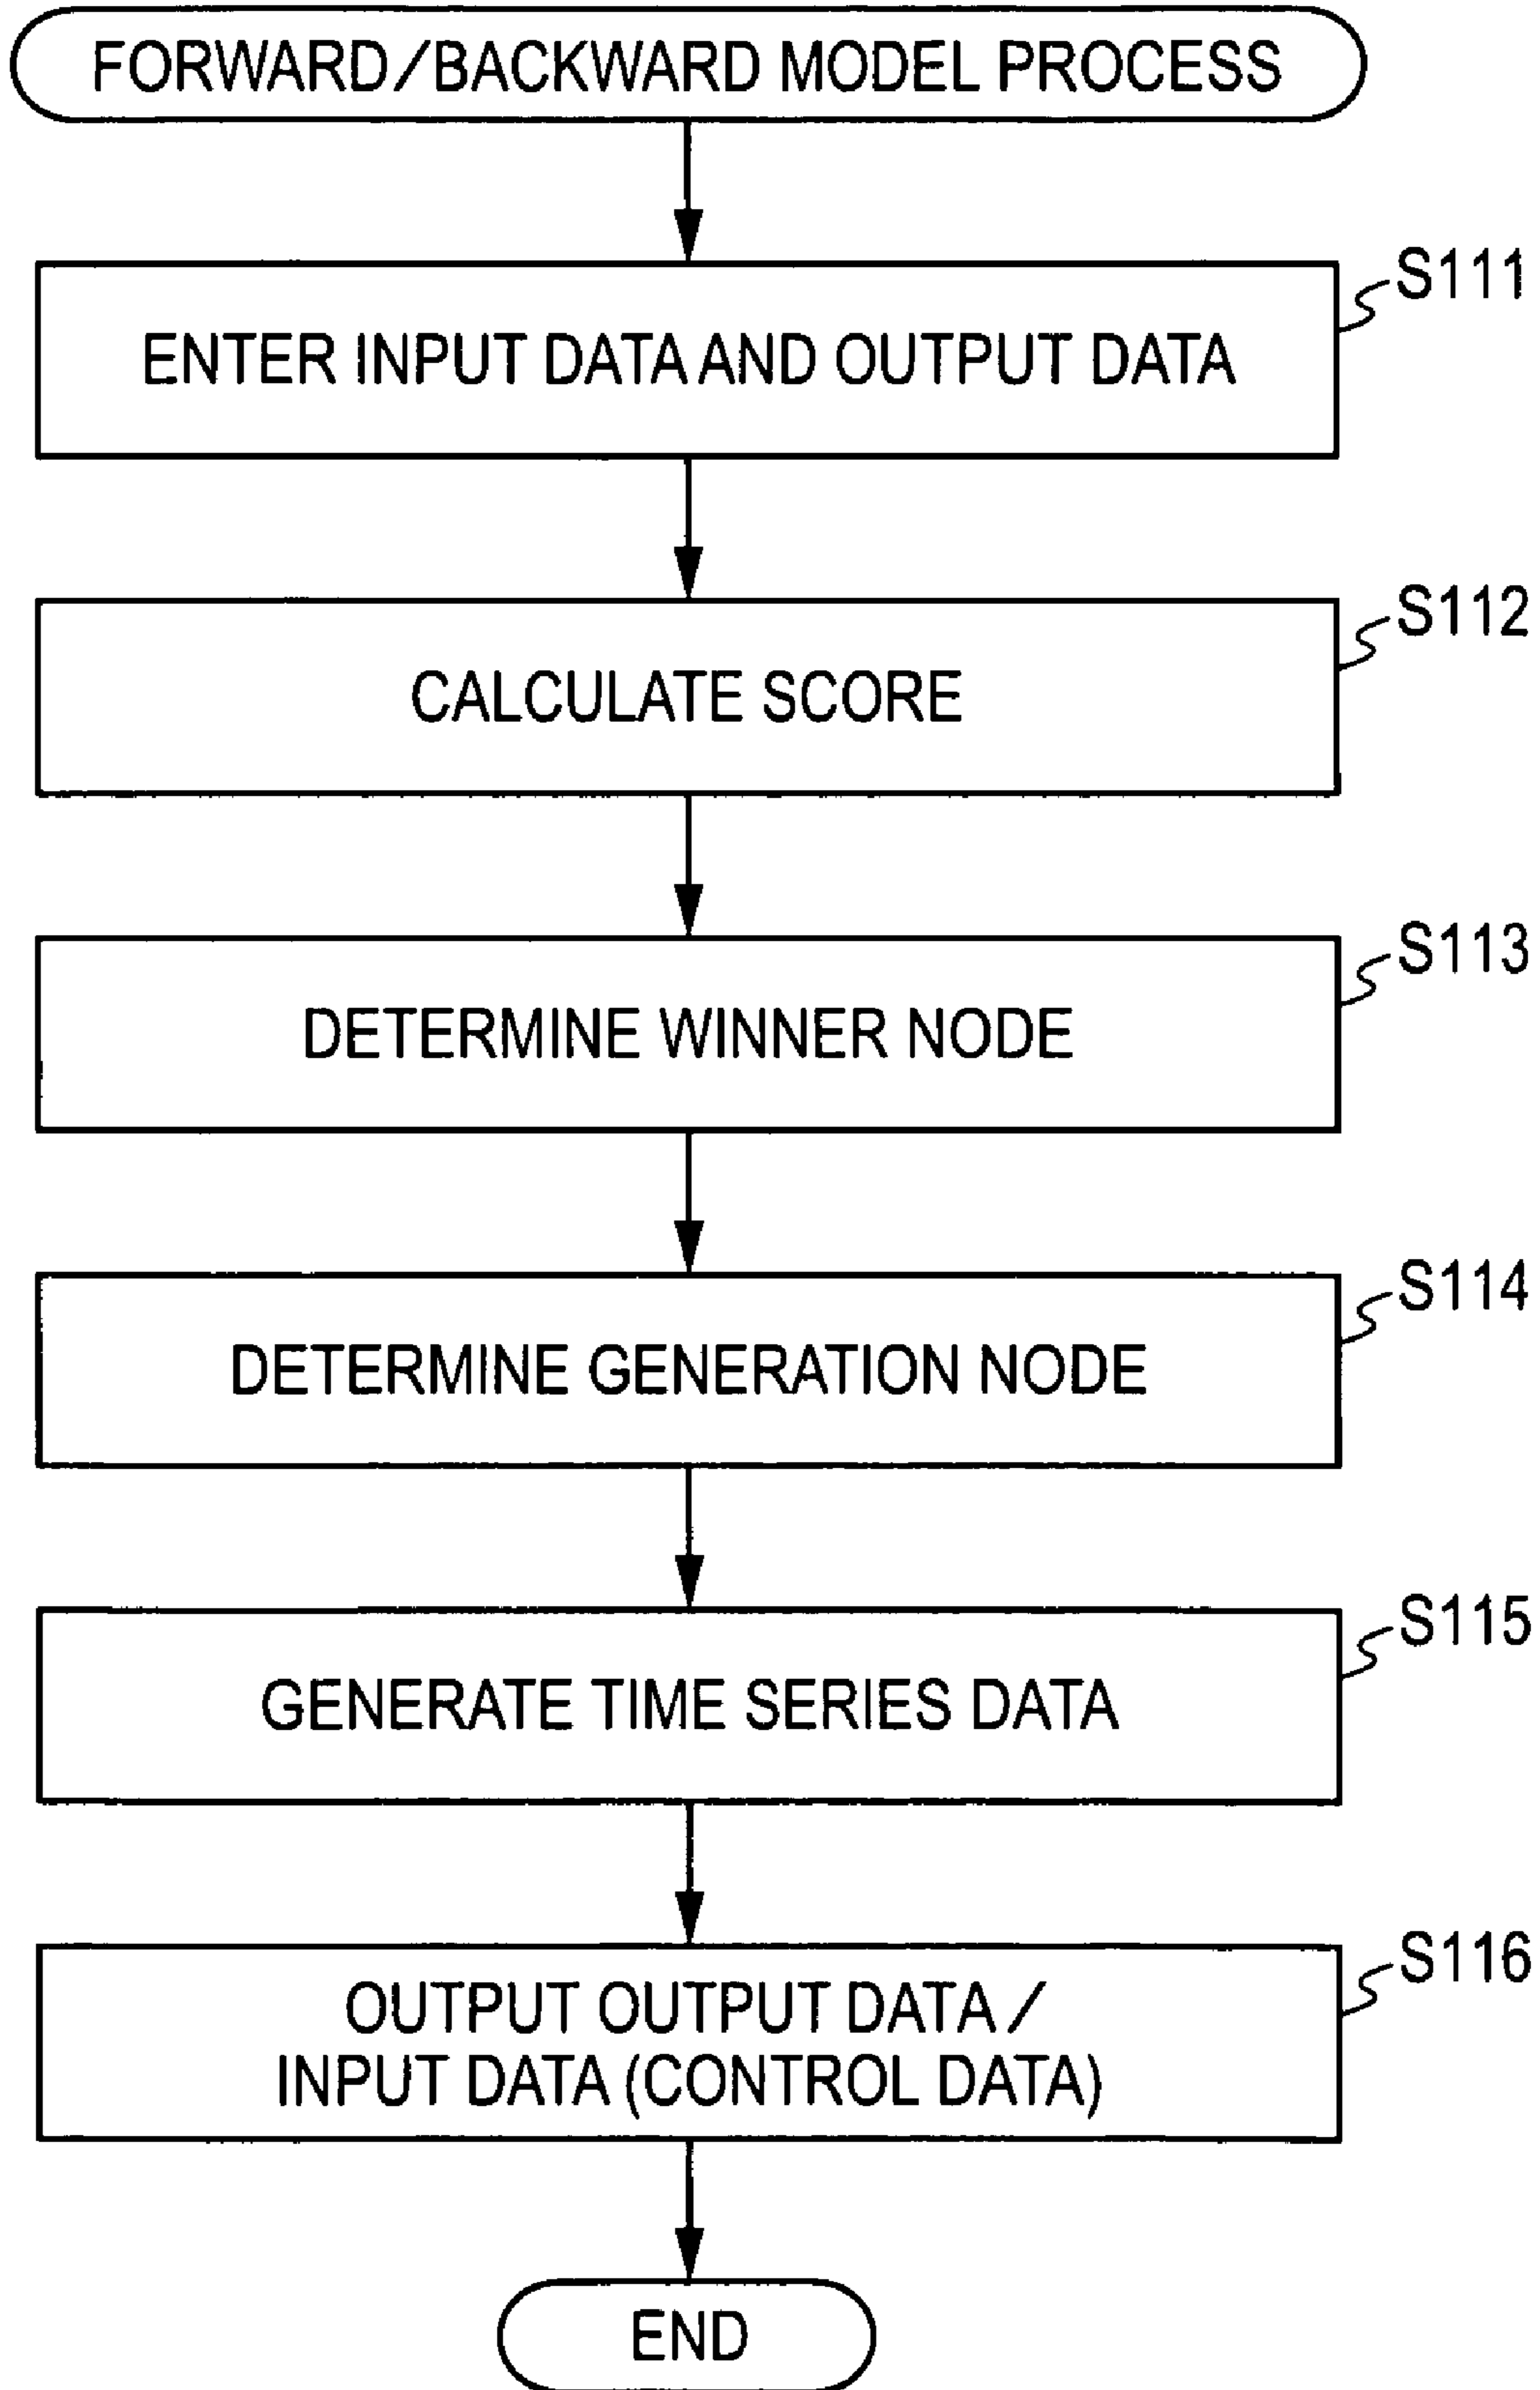 FORWARD/BACKWARD MODEL PROCESS
S111
ENTER INPUT DATA AND OUTPUT DATA
S112
CALCULATE SCORE
S113
DETERMINE WINNER NODE
S114
DETERMINE GENERATION NODE
S115
GENERATE TIME SERIES DATA
S116
OUTPUT OUTPUT DATA/
INPUT DATA (CONTROL DATA)
END